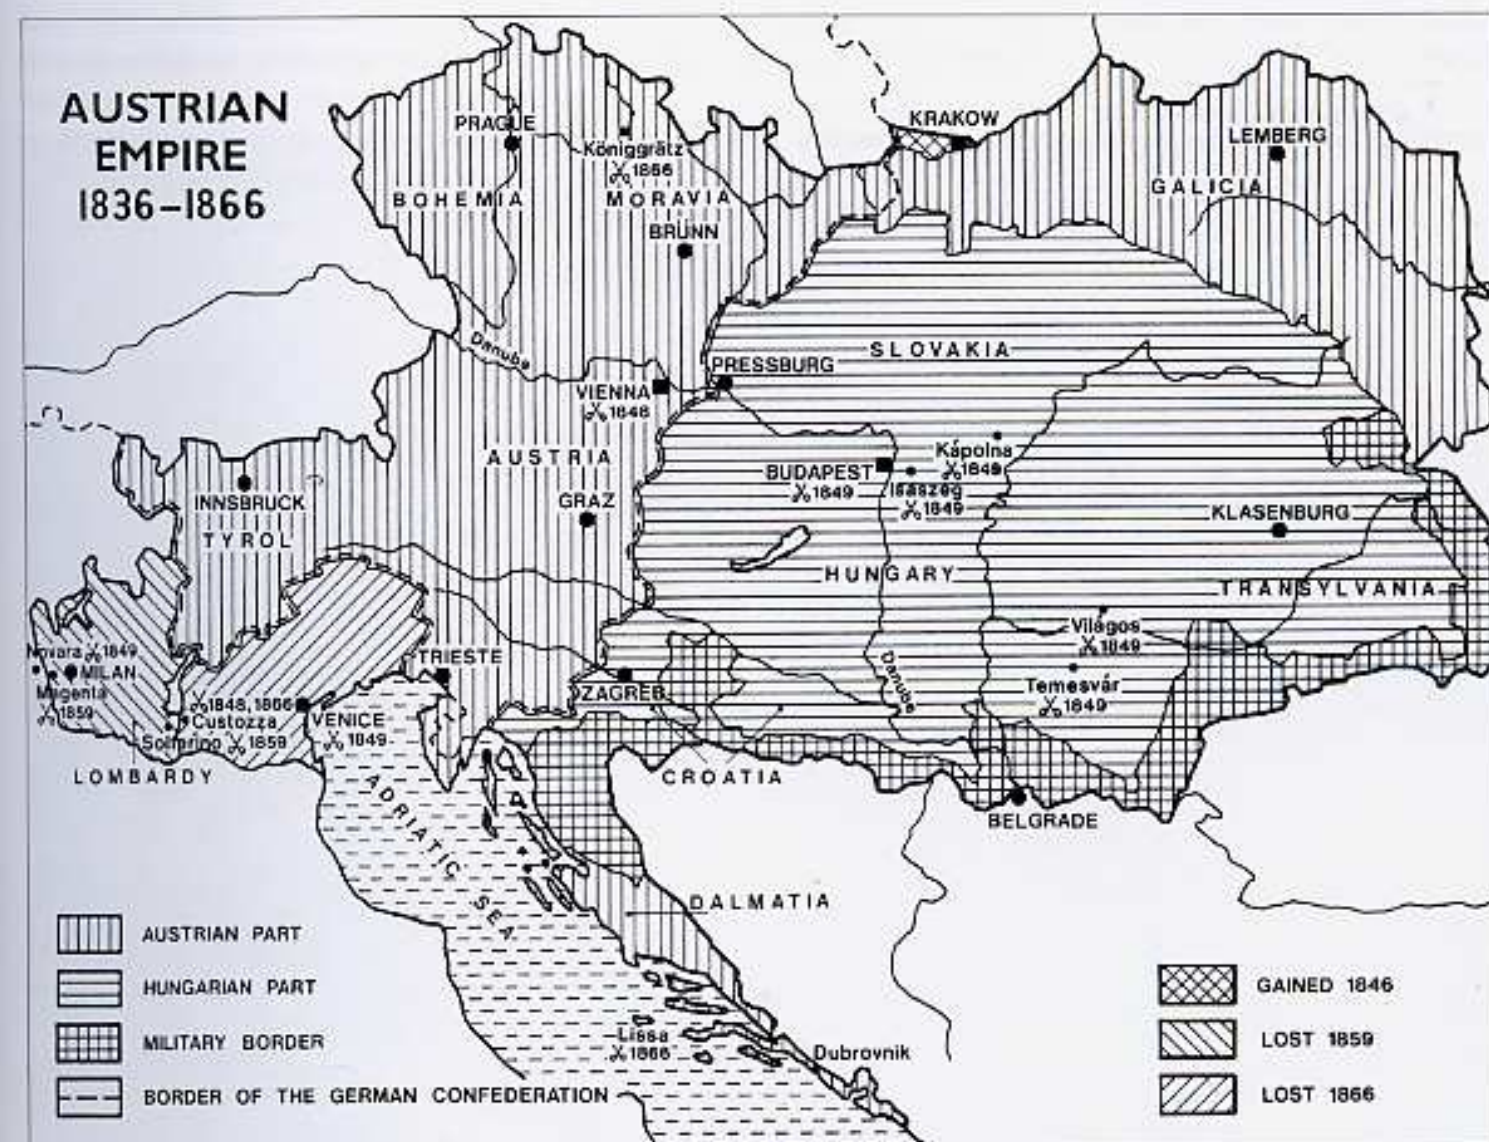 AUSTRIAN
EMPIRE
1836–1866
PRAGUE
Königgrätz
1866
BOHEMIA
MORAVIA
BRÜNN
KRAKOW
LEMBERG
GALICIA
Danube
VIENNA
1848
PRESSBURG
SLOVAKIA
AUSTRIA
GRAZ
INNSBRUCK
TYROL
BUDAPEST
1849
Kápolna
1849
Isaszeg
1849
KLASENBURG
HUNGARY
TRANSYLVANIA
Világos
1849
Temesvár
1849
Danube
Novara 1849
MILAN
Magenta
1859
1848, 1866
Custozza
Solferino 1859
LOMBARDY
VENICE
1849
TRIESTE
ZAGREB
CROATIA
BELGRADE
ADRIATIC SEA
DALMATIA
Lissa
1866
Dubrovnik
AUSTRIAN PART
HUNGARIAN PART
MILITARY BORDER
BORDER OF THE GERMAN CONFEDERATION
GAINED 1846
LOST 1859
LOST 1866